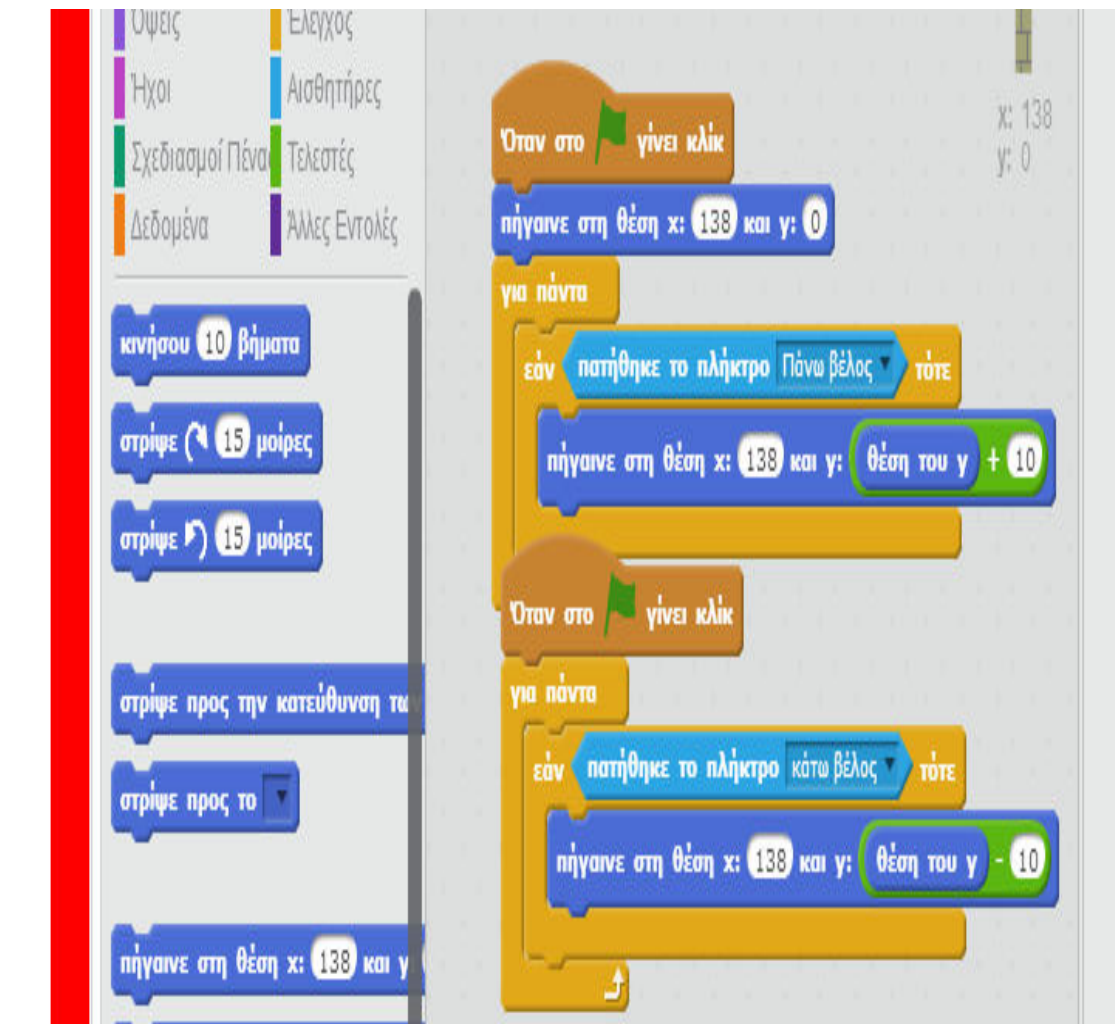 Όψεις
Έλεγχος
Ήχοι
Αισθητήρες
Σχεδιασμοί Πένας
Τελεστές
Δεδομένα
Άλλες Εντολές
κινήσου 10 βήματα
στρίψε 15 μοίρες
στρίψε 15 μοίρες
στρίψε προς την κατεύθυνση
στρίψε προς το
πήγαινε στη θέση x: 138 και y
x: 138
y: 0
Όταν στο γίνει κλίκ
πήγαινε στη θέση x: 138 και y: 0
για πάντα
εάν πατήθηκε το πλήκτρο Πάνω βέλος τότε
πήγαινε στη θέση x: 138 και y: θέση του y + 10
Όταν στο γίνει κλίκ
για πάντα
εάν πατήθηκε το πλήκτρο κάτω βέλος τότε
πήγαινε στη θέση x: 138 και y: θέση του y - 10